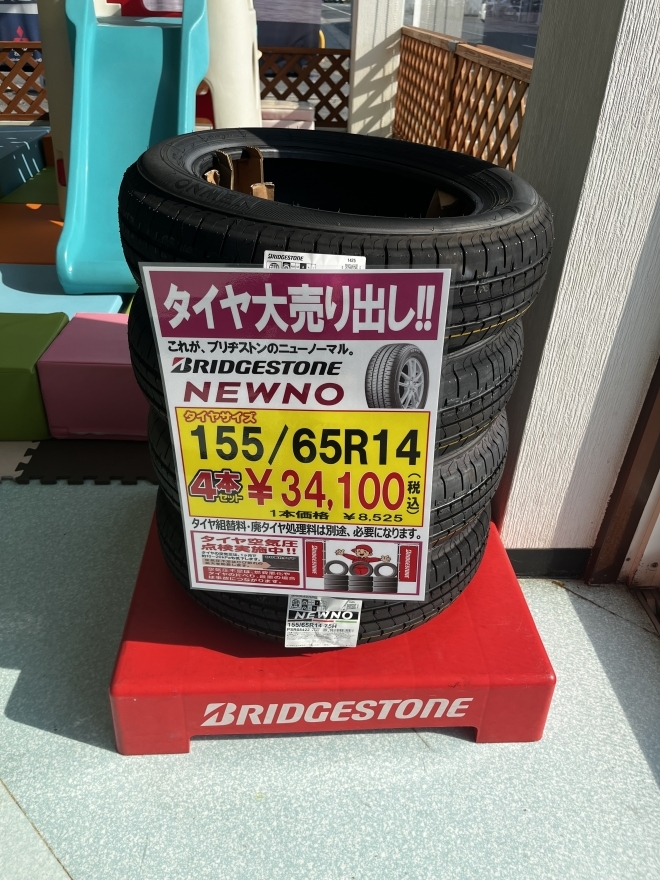 BRIDGESTONE
タイヤ大売り出し!!
これが、ブリヂストンのニューノーマル。
BRIDGESTONE
NEWNO
タイヤサイズ
155/65R14
4本セット ¥34,100(税込)
1本価格 ¥8,525
タイヤ組替料・廃タイヤ処理料は別途、必要になります。
タイヤ空気圧
点検実施中!!
BRIDGESTONE
BRIDGESTONE
NEWNO
155/65R14 75H
BRIDGESTONE